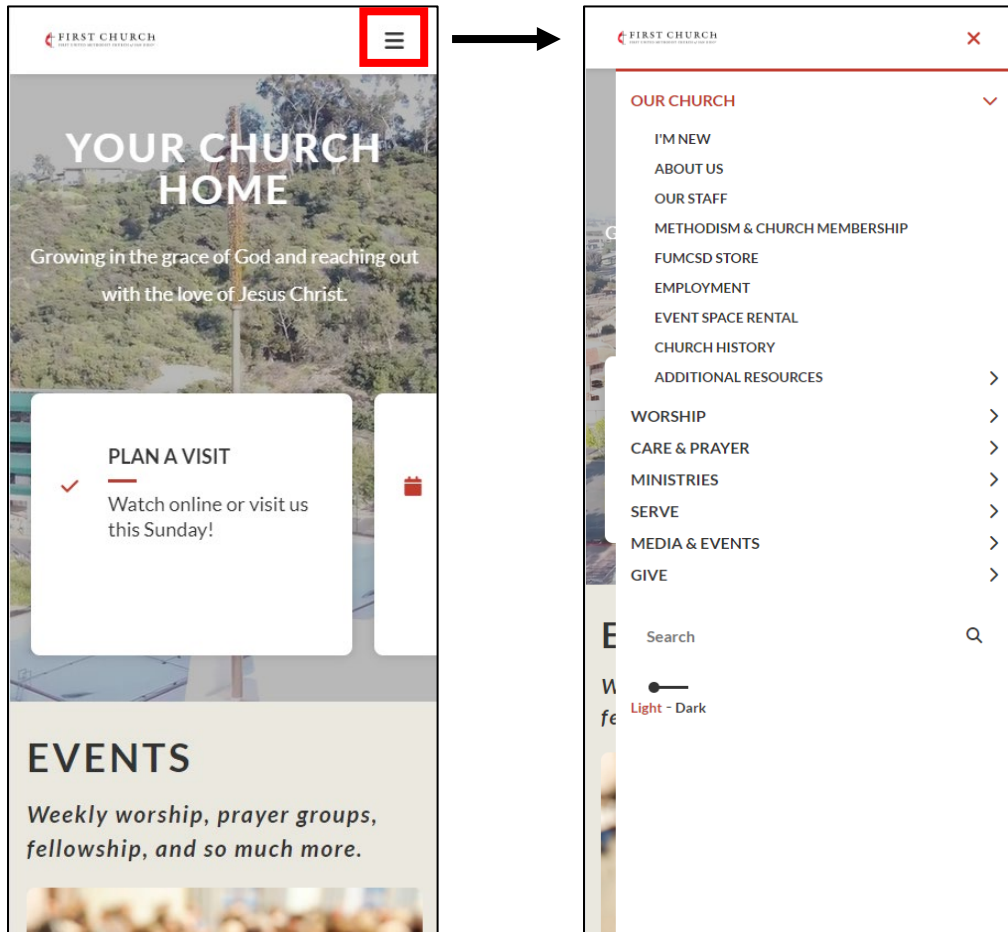 FIRST CHURCH
YOUR CHURCH
HOME
Growing in the grace of God and reaching out
with the love of Jesus Christ.
PLAN A VISIT
Watch online or visit us
this Sunday!
EVENTS
Weekly worship, prayer groups,
fellowship, and so much more.
FIRST CHURCH
OUR CHURCH
I'M NEW
ABOUT US
OUR STAFF
METHODISM & CHURCH MEMBERSHIP
FUMCSD STORE
EMPLOYMENT
EVENT SPACE RENTAL
CHURCH HISTORY
ADDITIONAL RESOURCES
WORSHIP
CARE & PRAYER
MINISTRIES
SERVE
MEDIA & EVENTS
GIVE
Search
Light - Dark
G
E
W
fe